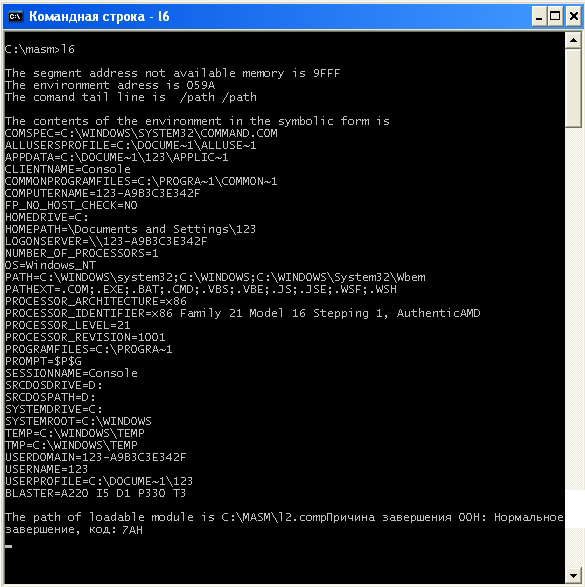 Командная строка - l6
C:\masm>l6
The segment adress not available memory is 9FFF
The environment adress is 059A
The comand tail line is  /path /path
The contents of the environment in the symbolic form is
COMSPEC=C:\WINDOWS\SYSTEM32\COMMAND.COM
ALLUSERSPROFILE=C:\DOCUME~1\ALLUSE~1
APPDATA=C:\DOCUME~1\123\APPLIC~1
CLIENTNAME=Console
COMMONPROGRAMFILES=C:\PROGRA~1\COMMON~1
COMPUTERNAME=123-A9B3C3E342F
FP_NO_HOST_CHECK=NO
HOMEDRIVE=C:
HOMEPATH=\Documents and Settings\123
LOGONSERVER=\\123-A9B3C3E342F
NUMBER_OF_PROCESSORS=1
OS=Windows_NT
PATH=C:\WINDOWS\system32;C:\WINDOWS;C:\WINDOWS\System32\Wbem
PATHEXT=.COM;.EXE;.BAT;.CMD;.VBS;.VBE;.JS;.JSE;.WSF;.WSH
PROCESSOR_ARCHITECTURE=x86
PROCESSOR_IDENTIFIER=x86 Family 21 Model 16 Stepping 1, AuthenticAMD
PROCESSOR_LEVEL=21
PROCESSOR_REVISION=1001
PROGRAMFILES=C:\PROGRA~1
PROMPT=$P$G
SESSIONNAME=Console
SRCDOSDRIVE=D:
SRCDOSPATH=D:
SYSTEMDRIVE=C:
SYSTEMROOT=C:\WINDOWS
TEMP=C:\WINDOWS\TEMP
TMP=C:\WINDOWS\TEMP
USERDOMAIN=123-A9B3C3E342F
USERNAME=123
USERPROFILE=C:\DOCUME~1\123
BLASTER=A220 I5 D1 P330 T3
The path of loadable module is C:\MASM\l2.compПричина завершения 00H: Нормальное
завершение, код: 7AH